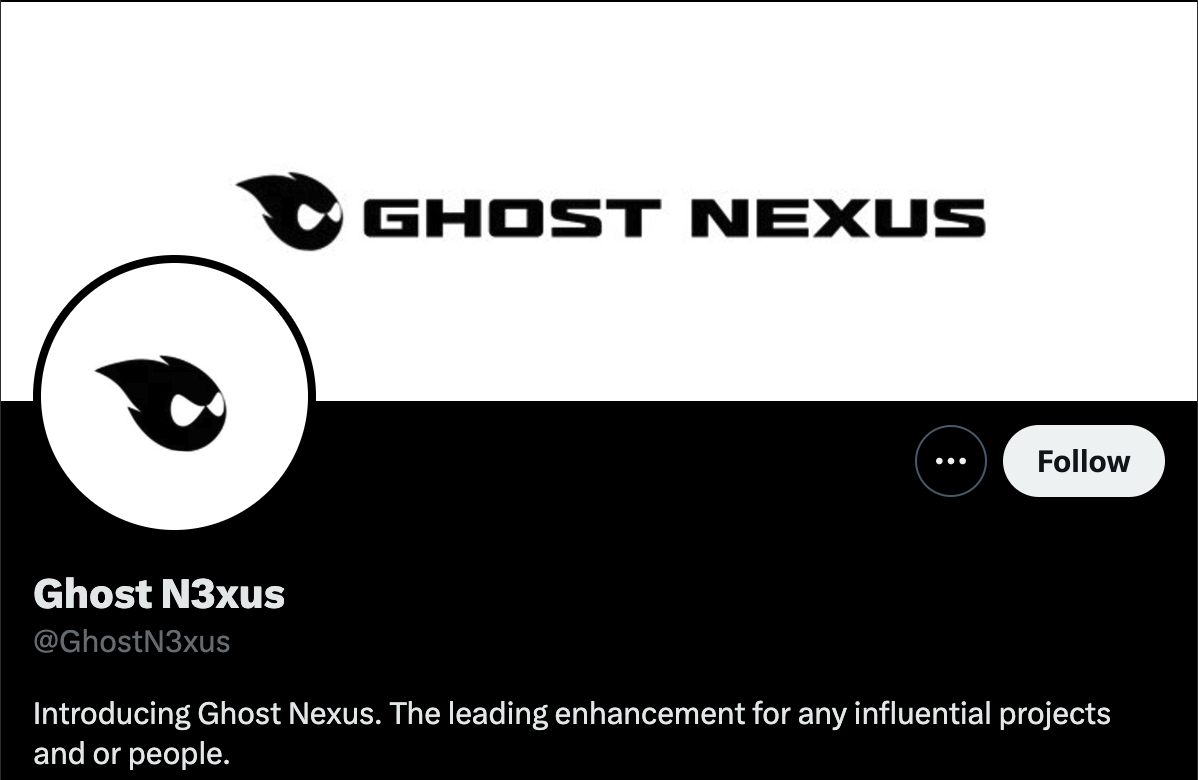 GHOST NEXUS
Follow
Ghost N3xus
@GhostN3xus
Introducing Ghost Nexus. The leading enhancement for any influential projects
and or people.